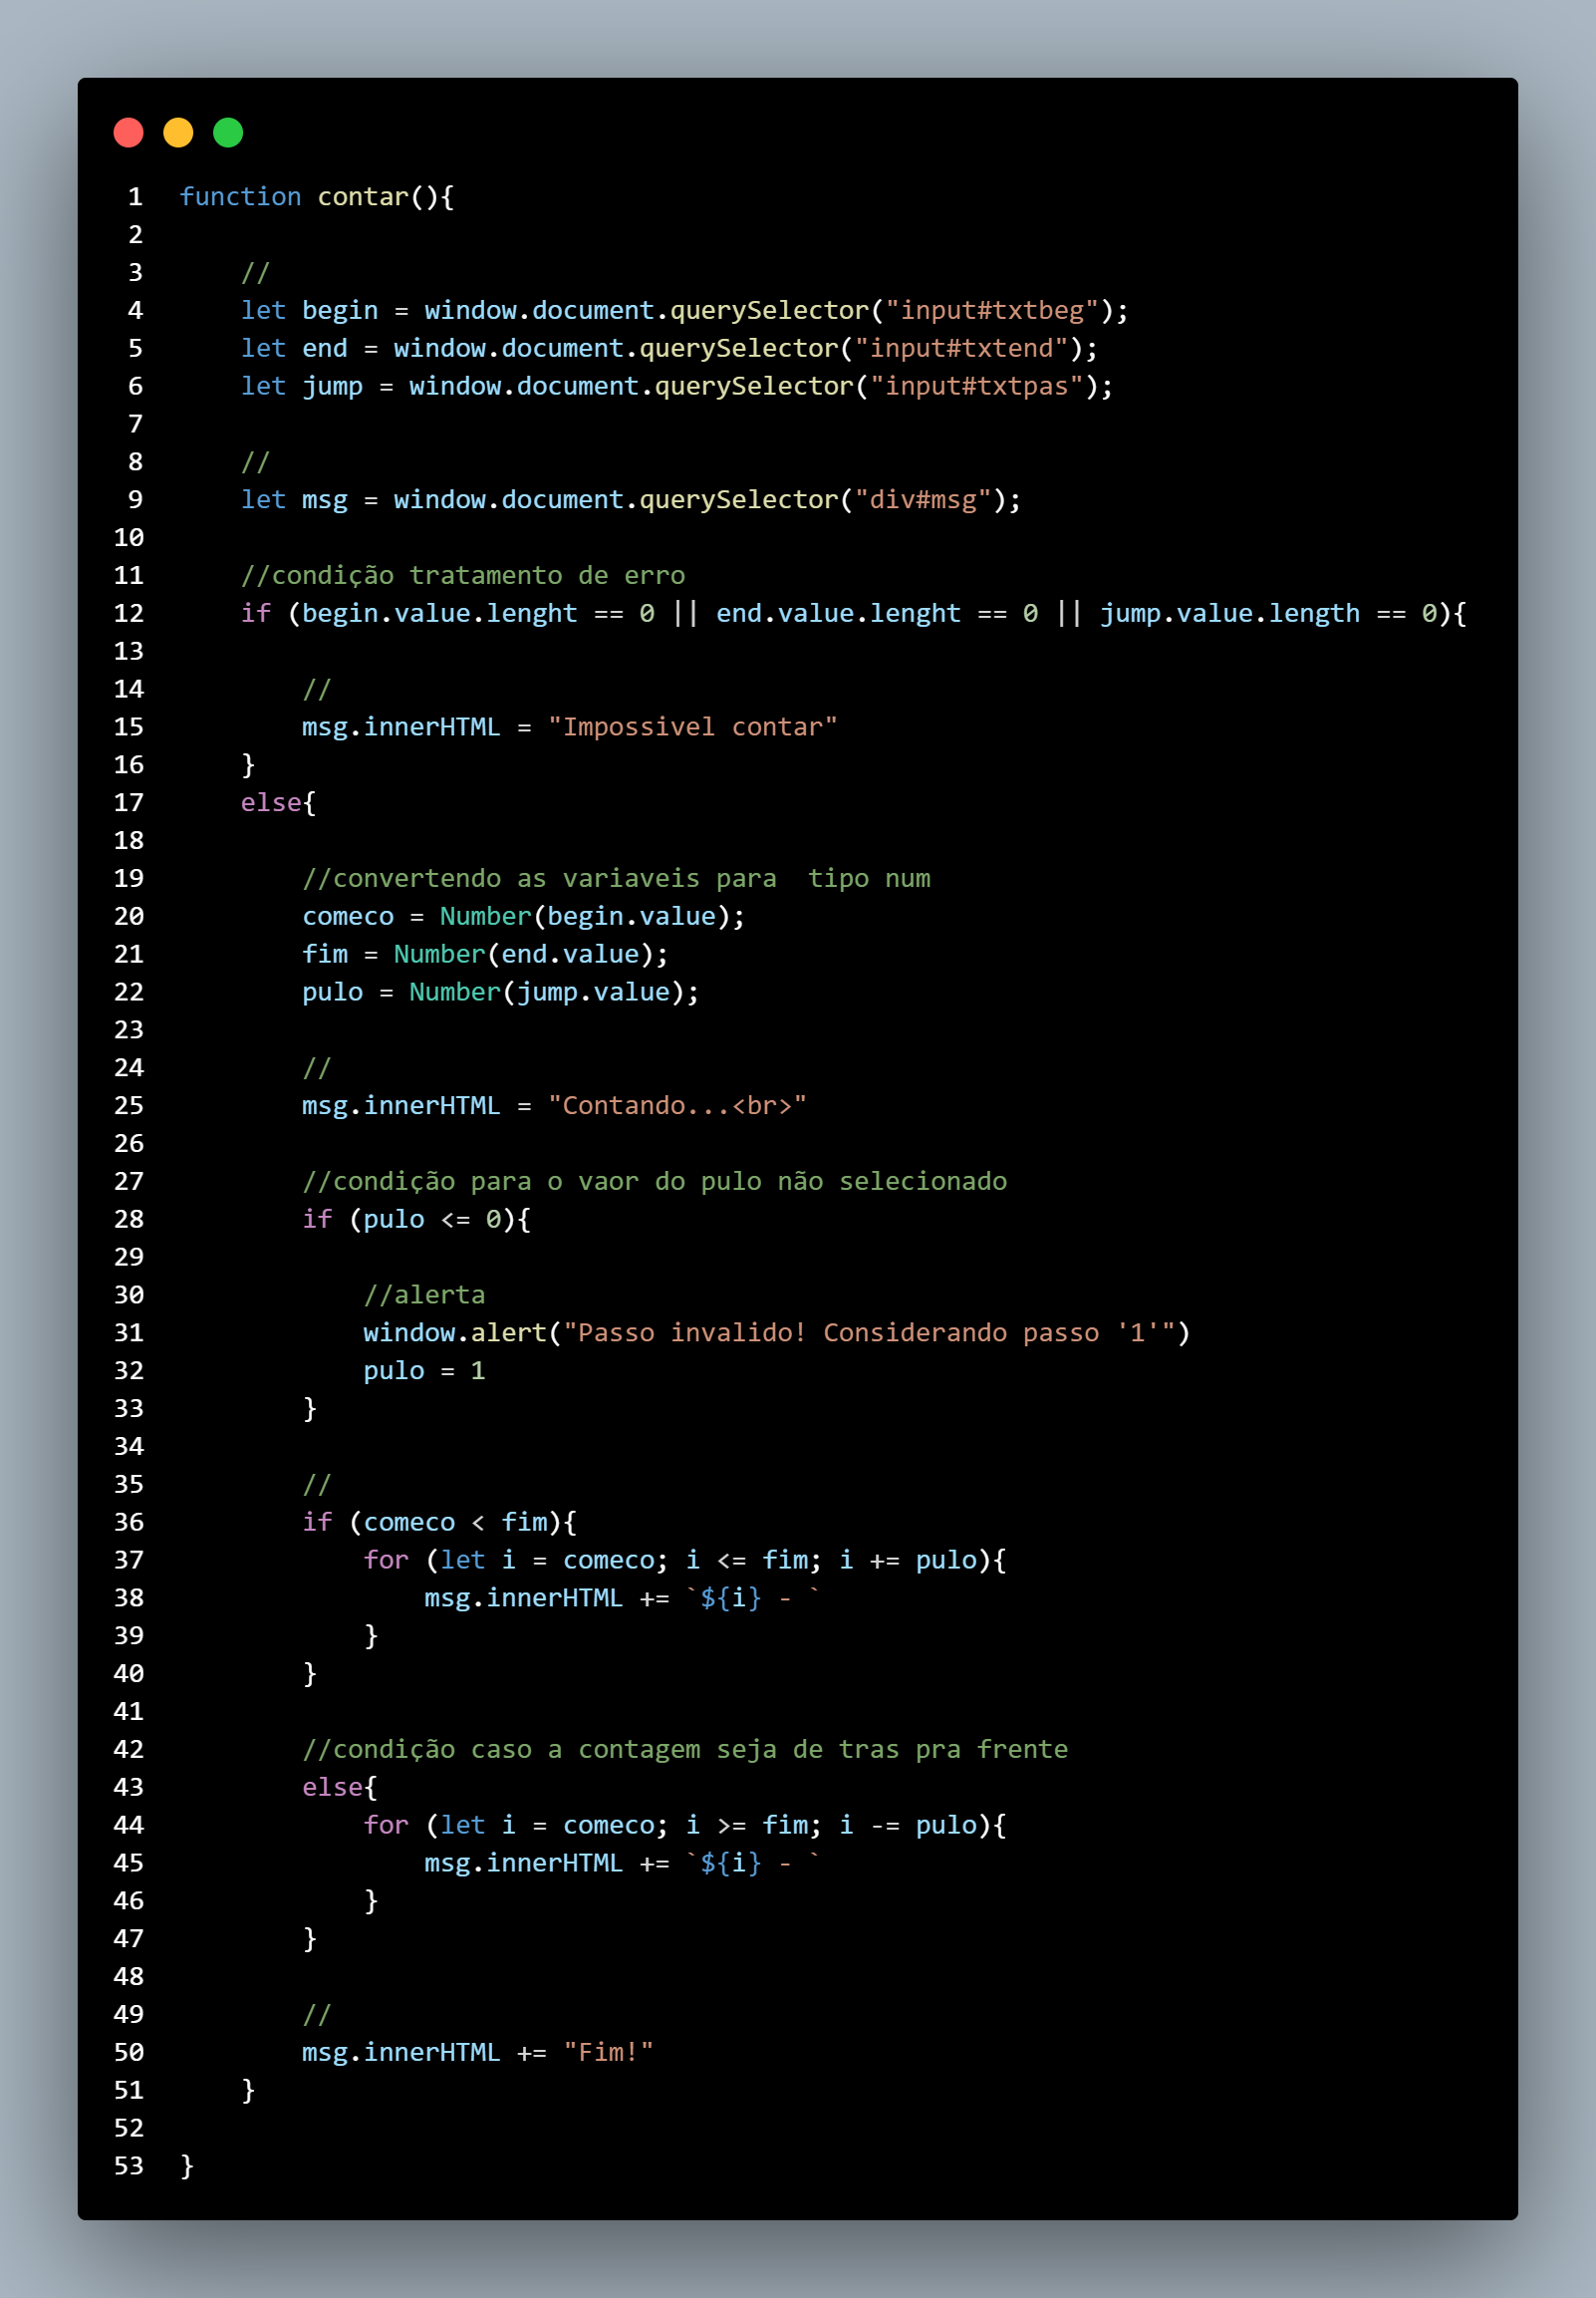 1 function contar(){
2
3     //
4     let begin = window.document.querySelector("input#txtbeg");
5     let end = window.document.querySelector("input#txtend");
6     let jump = window.document.querySelector("input#txtpas");
7
8     //
9     let msg = window.document.querySelector("div#msg");
10
11     //condição tratamento de erro
12     if (begin.value.lenght == 0 || end.value.lenght == 0 || jump.value.length == 0){
13
14         //
15         msg.innerHTML = "Impossivel contar"
16     }
17     else{
18
19         //convertendo as variaveis para  tipo num
20         comeco = Number(begin.value);
21         fim = Number(end.value);
22         pulo = Number(jump.value);
23
24         //
25         msg.innerHTML = "Contando...<br>"
26
27         //condição para o vaor do pulo não selecionado
28         if (pulo <= 0){
29
30             //alerta
31             window.alert("Passo invalido! Considerando passo '1'")
32             pulo = 1
33         }
34
35         //
36         if (comeco < fim){
37             for (let i = comeco; i <= fim; i += pulo){
38                 msg.innerHTML += `${i} - `
39             }
40         }
41
42         //condição caso a contagem seja de tras pra frente
43         else{
44             for (let i = comeco; i >= fim; i -= pulo){
45                 msg.innerHTML += `${i} - `
46             }
47         }
48
49         //
50         msg.innerHTML += "Fim!"
51     }
52
53 }